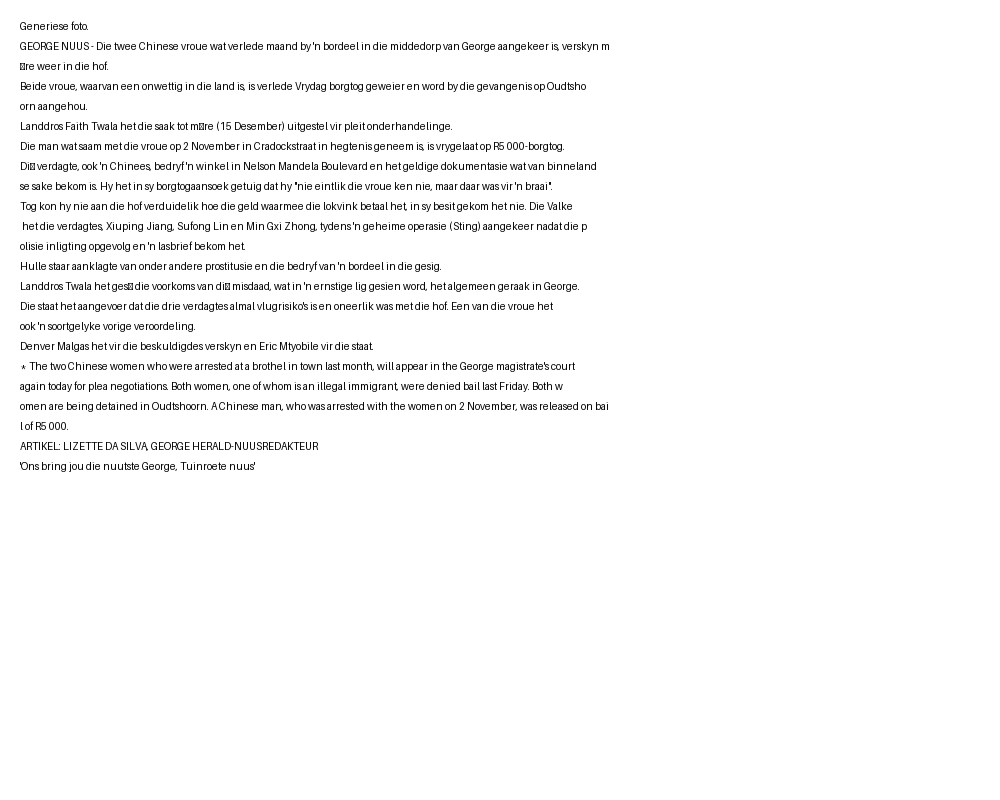 Generiese foto.
GEORGE NUUS - Die twee Chinese vroue wat verlede maand by 'n bordeel in die middedorp van George aangekeer is, verskyn m
□re weer in die hof.
Beide vroue, waarvan een onwettig in die land is, is verlede Vrydag borgtog geweier en word by die gevangenis op Oudtsho
orn aangehou.
Landdros Faith Twala het die saak tot m□re (15 Desember) uitgestel vir pleit onderhandelinge.
Die man wat saam met die vroue op 2 November in Cradockstraat in hegtenis geneem is, is vrygelaat op R5 000-borgtog.
Di□ verdagte, ook 'n Chinees, bedryf 'n winkel in Nelson Mandela Boulevard en het geldige dokumentasie wat van binneland
se sake bekom is. Hy het in sy borgtogaansoek getuig dat hy "nie eintlik die vroue ken nie, maar daar was vir 'n braai".
Tog kon hy nie aan die hof verduidelik hoe die geld waarmee die lokvink betaal het, in sy besit gekom het nie. Die Valke
het die verdagtes, Xiuping Jiang, Sufong Lin en Min Gxi Zhong, tydens 'n geheime operasie (Sting) aangekeer nadat die p
olisie inligting opgevolg en 'n lasbrief bekom het.
Hulle staar aanklagte van onder andere prostitusie en die bedryf van 'n bordeel in die gesig.
Landdros Twala het ges□ die voorkoms van di□ misdaad, wat in 'n ernstige lig gesien word, het algemeen geraak in George.
Die staat het aangevoer dat die drie verdagtes almal vlugrisiko's is en oneerlik was met die hof. Een van die vroue het
ook 'n soortgelyke vorige veroordeling.
Denver Malgas het vir die beskuldigdes verskyn en Eric Mtyobile vir die staat.
* The two Chinese women who were arrested at a brothel in town last month, will appear in the George magistrate's court
again today for plea negotiations. Both women, one of whom is an illegal immigrant, were denied bail last Friday. Both w
omen are being detained in Oudtshoorn. A Chinese man, who was arrested with the women on 2 November, was released on bai
l of R5 000.
ARTIKEL: LIZETTE DA SILVA, GEORGE HERALD-NUUSREDAKTEUR
'Ons bring jou die nuutste George, Tuinroete nuus'